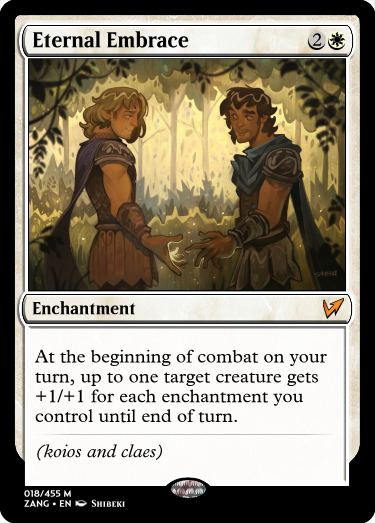 Eternal Embrace 2
Enchantment
At the beginning of combat on your
turn, up to one target creature gets
+1/+1 for each enchantment you
control until end of turn.
(koios and claes)
018/455 M
ZANG • EN Shibeki